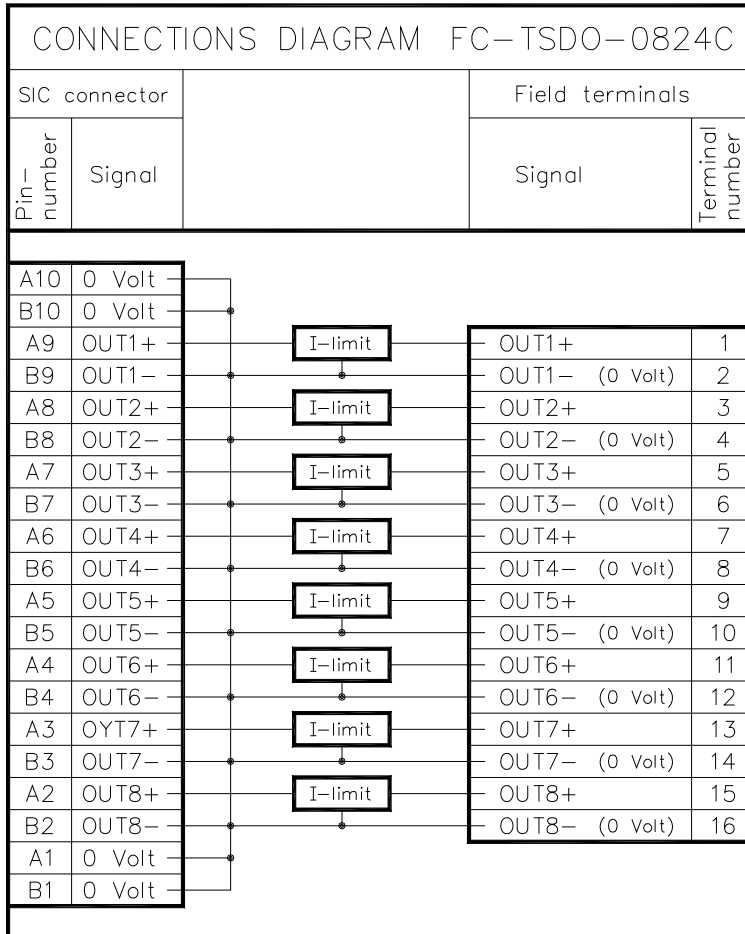 CONNECTIONS DIAGRAM FC-TSDO-0824C
SIC connector Field terminals
Pin-number Signal Signal Terminal number
A10 0 Volt
B10 0 Volt
A9 OUT1+ I-limit OUT1+ 1
B9 OUT1- OUT1- (0 Volt) 2
A8 OUT2+ I-limit OUT2+ 3
B8 OUT2- OUT2- (0 Volt) 4
A7 OUT3+ I-limit OUT3+ 5
B7 OUT3- OUT3- (0 Volt) 6
A6 OUT4+ I-limit OUT4+ 7
B6 OUT4- OUT4- (0 Volt) 8
A5 OUT5+ I-limit OUT5+ 9
B5 OUT5- OUT5- (0 Volt) 10
A4 OUT6+ I-limit OUT6+ 11
B4 OUT6- OUT6- (0 Volt) 12
A3 OYT7+ I-limit OUT7+ 13
B3 OUT7- OUT7- (0 Volt) 14
A2 OUT8+ I-limit OUT8+ 15
B2 OUT8- OUT8- (0 Volt) 16
A1 0 Volt
B1 0 Volt